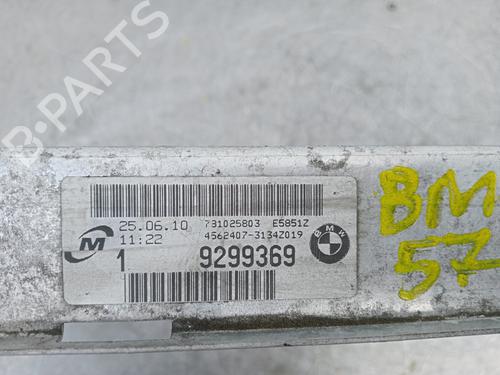 B-PARTS
25.06.10 731025803 E5851Z
11:22 4562407-3134Z019
M
BMW
1 9299369
BM
57